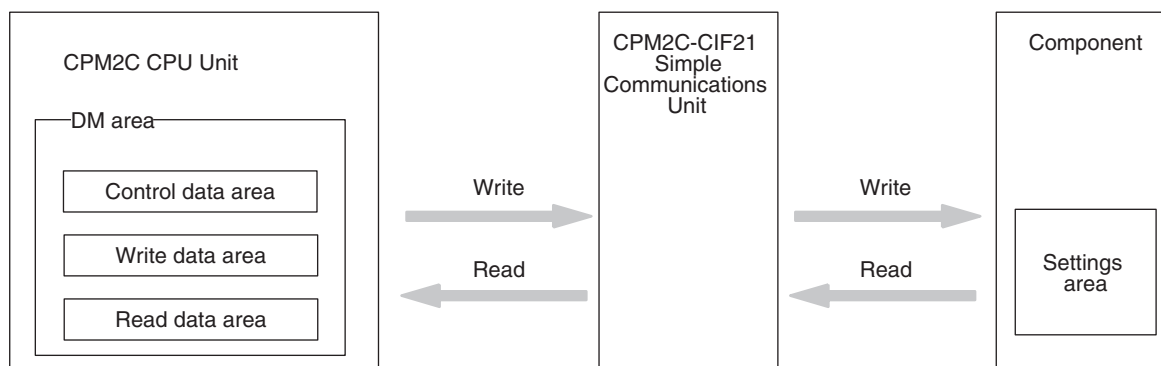 CPM2C CPU Unit
DM area
Control data area
Write data area
Read data area
Write
Read
CPM2C-CIF21
Simple
Communications
Unit
Write
Read
Component
Settings
area